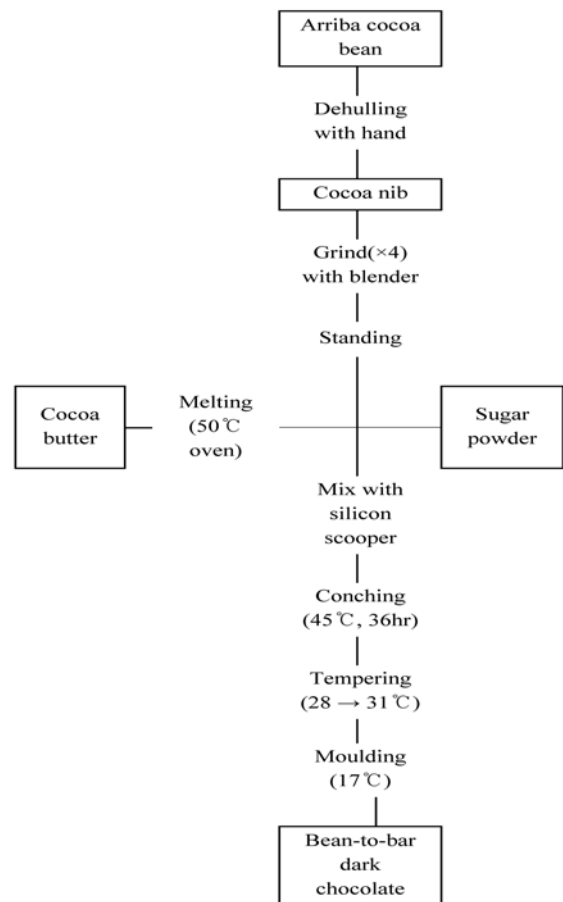 Arriba cocoa
bean
Dehulling
with hand
Cocoa nib
Grind(×4)
with blender
Standing
Cocoa
butter
Melting
(50℃
oven)
Sugar
powder
Mix with
silicon
scooper
Conching
(45℃, 36hr)
Tempering
(28 → 31℃)
Moulding
(17℃)
Bean-to-bar
dark
chocolate